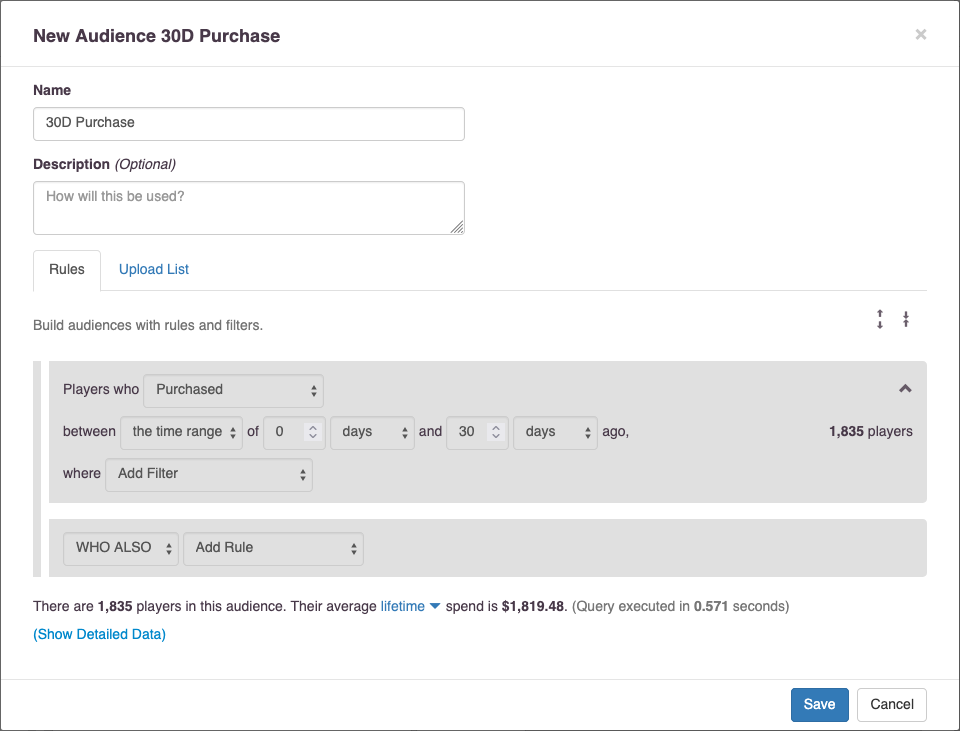 New Audience 30D Purchase ×
Name
30D Purchase
Description (Optional)
How will this be used?
Rules Upload List
Build audiences with rules and filters.
Players who Purchased
between the time range of 0 days and 30 days ago, 1,835 players
where Add Filter
WHO ALSO Add Rule
There are 1,835 players in this audience. Their average lifetime spend is $1,819.48. (Query executed in 0.571 seconds)
(Show Detailed Data)
Save Cancel